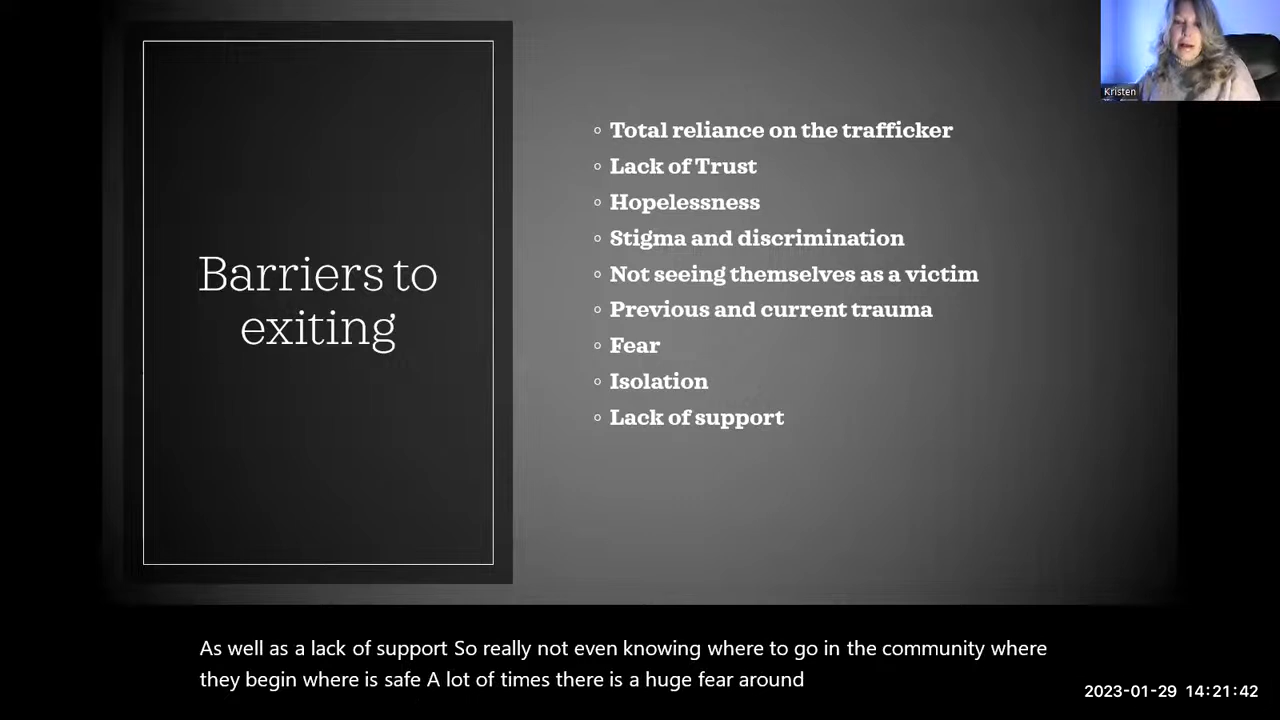 Barriers to
exiting
Total reliance on the trafficker
Lack of Trust
Hopelessness
Stigma and discrimination
Not seeing themselves as a victim
Previous and current trauma
Fear
Isolation
Lack of support
Kristen
As well as a lack of support So really not even knowing where to go in the community where
they begin where is safe A lot of times there is a huge fear around
2023-01-29 14:21:42